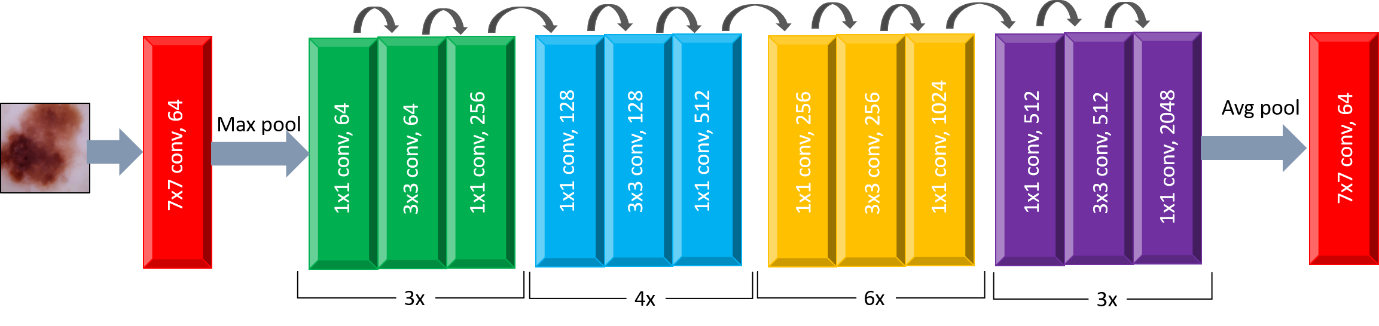 7x7 conv, 64
Max pool
1x1 conv, 64
3x3 conv, 64
1x1 conv, 256
3x
1x1 conv, 128
3x3 conv, 128
1x1 conv, 512
4x
1x1 conv, 256
3x3 conv, 256
1x1 conv, 1024
6x
1x1 conv, 512
3x3 conv, 512
1x1 conv, 2048
3x
Avg pool
7x7 conv, 64